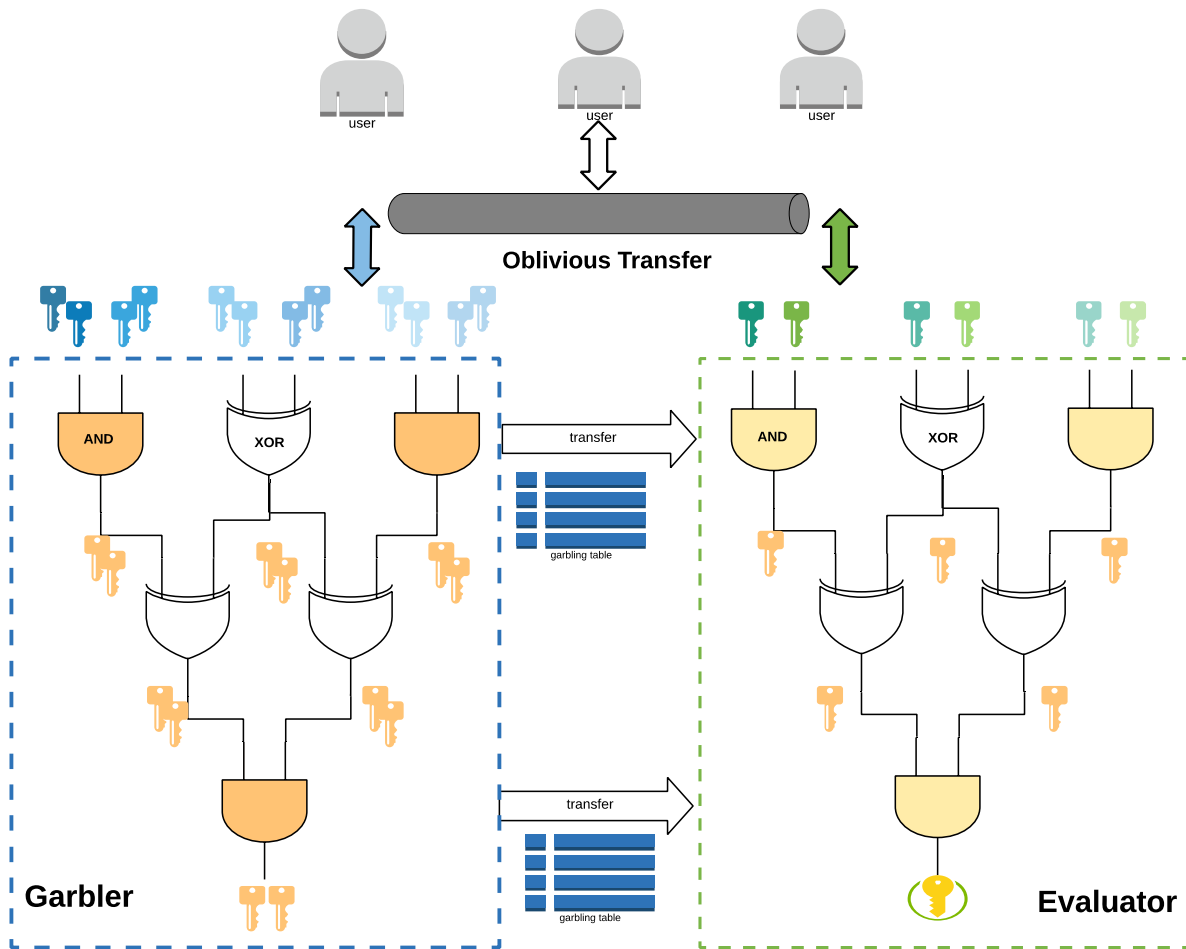 user
user
user
Oblivious Transfer
AND
XOR
transfer
AND
XOR
garbling table
transfer
garbling table
Garbler
Evaluator